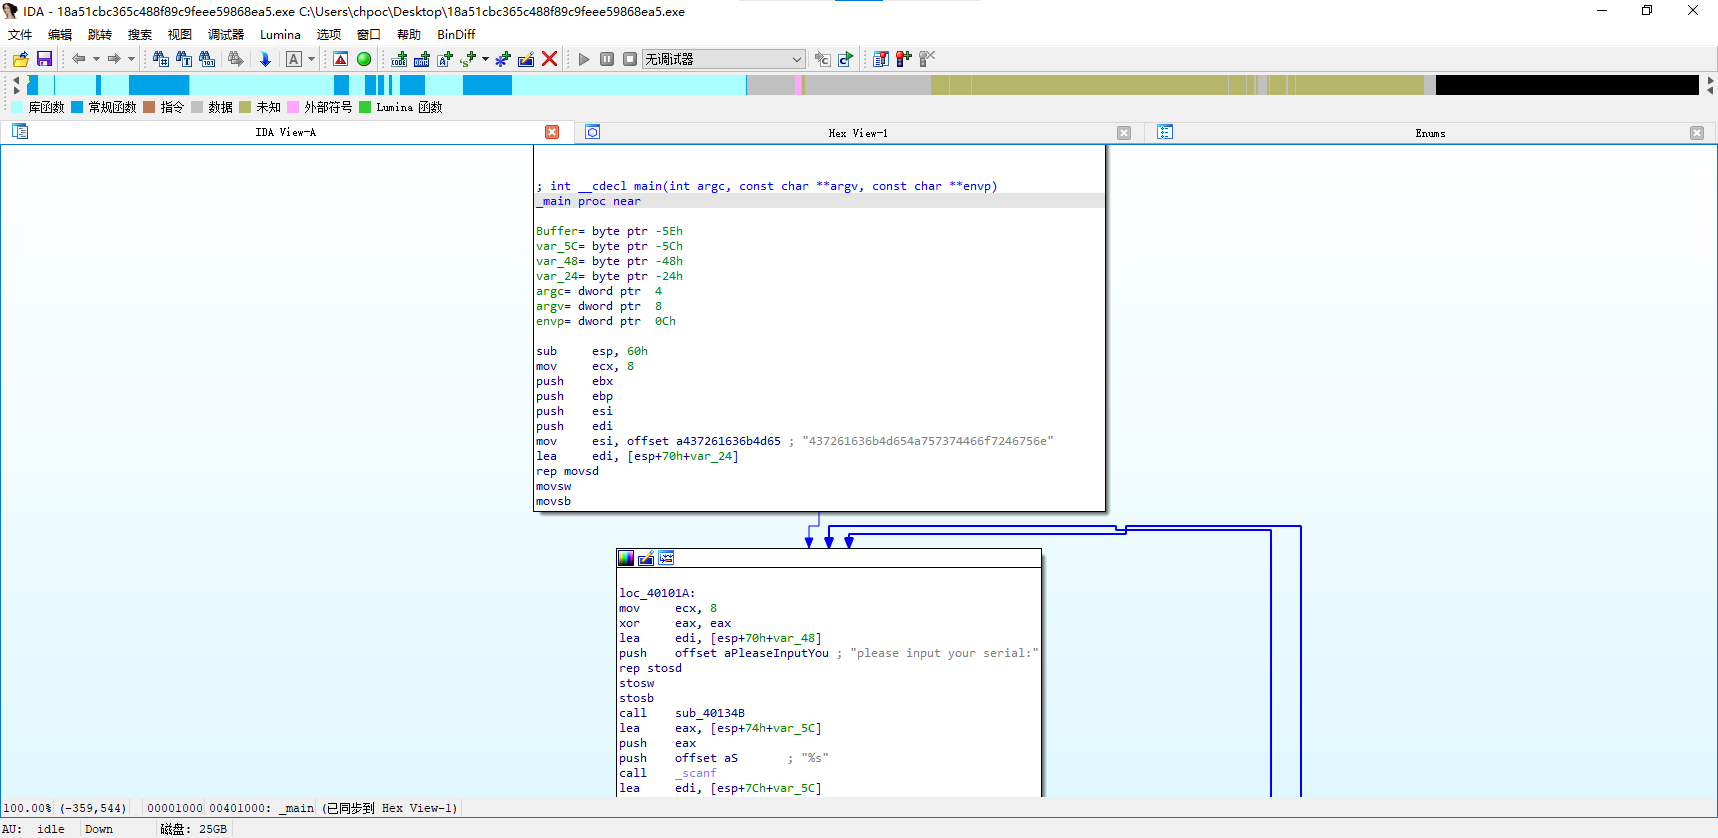 IDA - 18a51cbc365c488f89c9feee59868ea5.exe C:\Users\chpoc\Desktop\18a51cbc365c488f89c9feee59868ea5.exe
文件 编辑 跳转 搜索 视图 调试器 Lumina 选项 窗口 帮助 BinDiff
无调试器
库函数 常规函数 指令 数据 未知 外部符号 Lumina 函数
IDA View-A Hex View-1 Enums
; int __cdecl main(int argc, const char **argv, const char **envp)
_main proc near
Buffer= byte ptr -5Eh
var_5C= byte ptr -5Ch
var_48= byte ptr -48h
var_24= byte ptr -24h
argc= dword ptr 4
argv= dword ptr 8
envp= dword ptr 0Ch
sub esp, 60h
mov ecx, 8
push ebx
push ebp
push esi
push edi
mov esi, offset a437261636b4d65 ; "437261636b4d654a757374466f7246756e"
lea edi, [esp+70h+var_24]
rep movsd
movsw
movsb
loc_40101A:
mov ecx, 8
xor eax, eax
lea edi, [esp+70h+var_48]
push offset aPleaseInputYou ; "please input your serial:"
rep stosd
stosw
stosb
call sub_40134B
lea eax, [esp+74h+var_5C]
push eax
push offset aS ; "%s"
call _scanf
lea edi, [esp+7Ch+var_5C]
100.00% (-359,544) 00001000 00401000: _main (已同步到 Hex View-1)
AU: idle Down 磁盘: 25GB